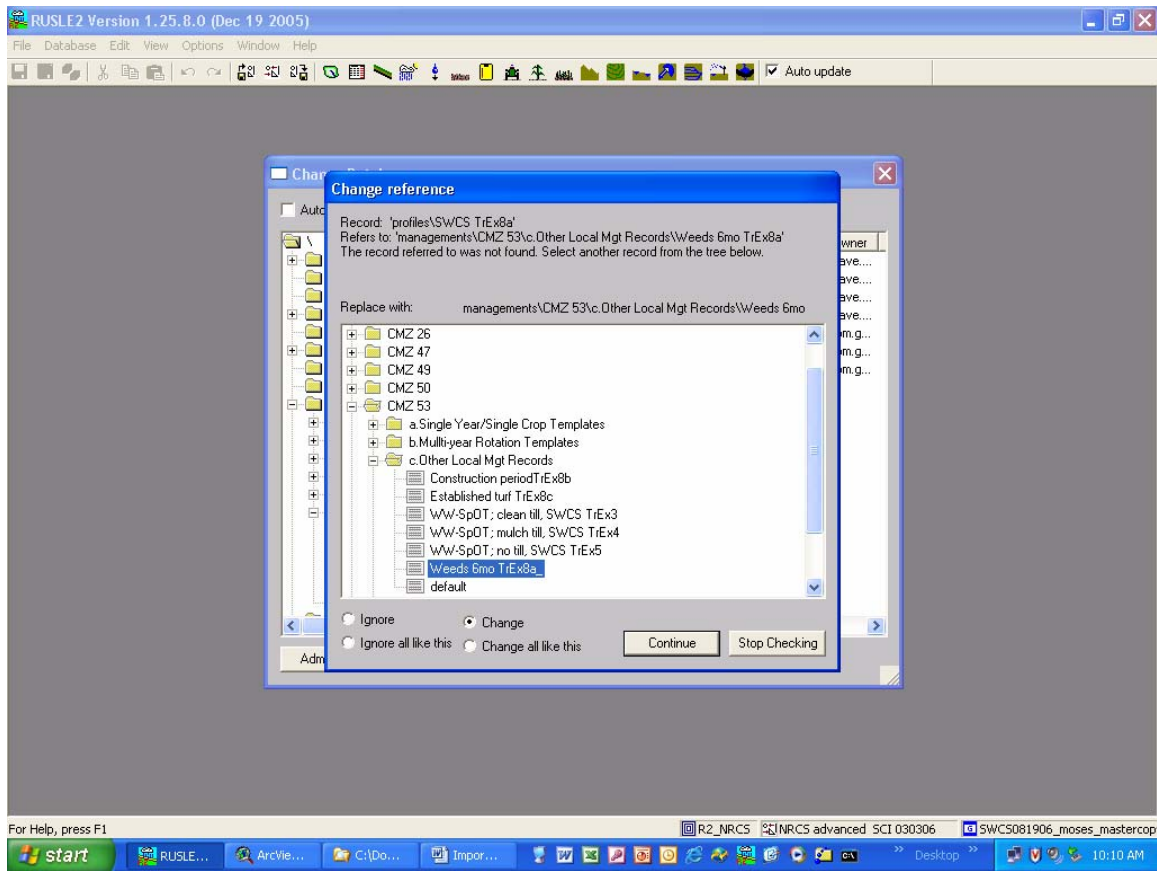 RUSLE2 Version 1.25.8.0 (Dec 19 2005)
File Database Edit View Options Window Help
Auto update
Change reference
Record: 'profiles\SWCS TrEx8a'
Refers to: 'managements\CMZ 53\c.Other Local Mgt Records\Weeds 6mo TrEx8a'
The record referred to was not found. Select another record from the tree below.
Replace with: managements\CMZ 53\c.Other Local Mgt Records\Weeds 6mo
CMZ 26
CMZ 47
CMZ 49
CMZ 50
CMZ 53
a.Single Year/Single Crop Templates
b.Mullti-year Rotation Templates
c.Other Local Mgt Records
Construction periodTrEx8b
Established turf TrEx8c
WW-SpOT; clean till, SWCS TrEx3
WW-SpOT; mulch till, SWCS TrEx4
WW-SpOT; no till, SWCS TrEx5
Weeds 6mo TrEx8a_
default
Ignore Change
Ignore all like this Change all like this Continue Stop Checking
For Help, press F1 R2_NRCS NRCS advanced SCI 030306 SWCS081906_moses_mastercop
start RUSLE... ArcVie... C:\Do... Impor... Desktop 10:10 AM